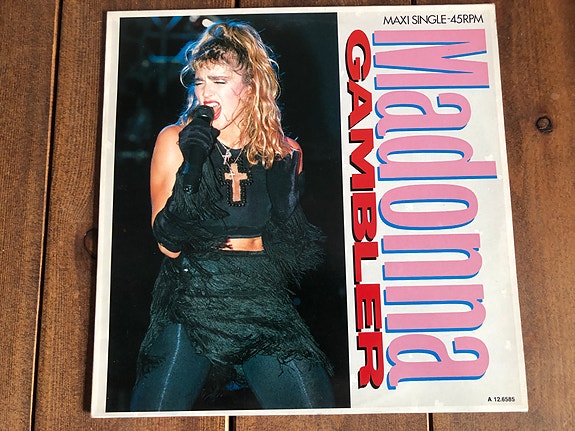 MAXI SINGLE-45RPM
Madonna
GAMBLER
A 12.6585